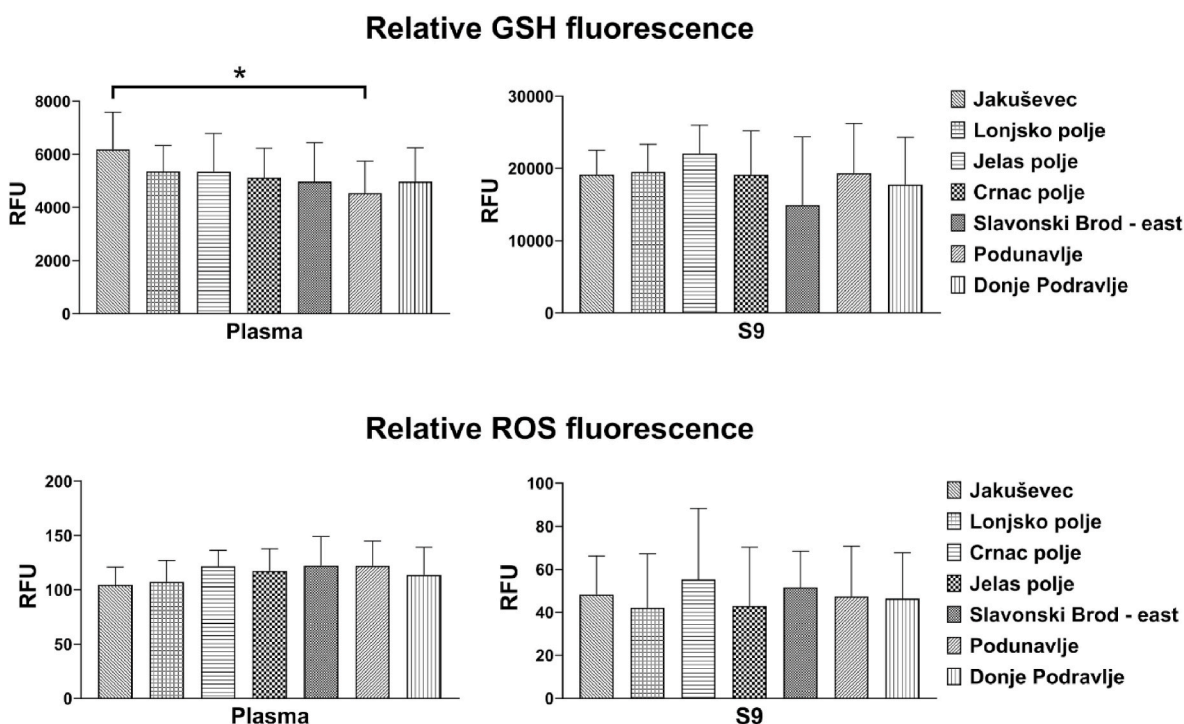 Relative GSH fluorescence
*
8000
6000
4000
2000
0
RFU
Plasma
30000
20000
10000
0
RFU
S9
Jakuševec
Lonjsko polje
Jelas polje
Crnac polje
Slavonski Brod - east
Podunavlje
Donje Podravlje
Relative ROS fluorescence
200
150
100
50
0
RFU
Plasma
100
80
60
40
20
0
RFU
S9
Jakuševec
Lonjsko polje
Crnac polje
Jelas polje
Slavonski Brod - east
Podunavlje
Donje Podravlje